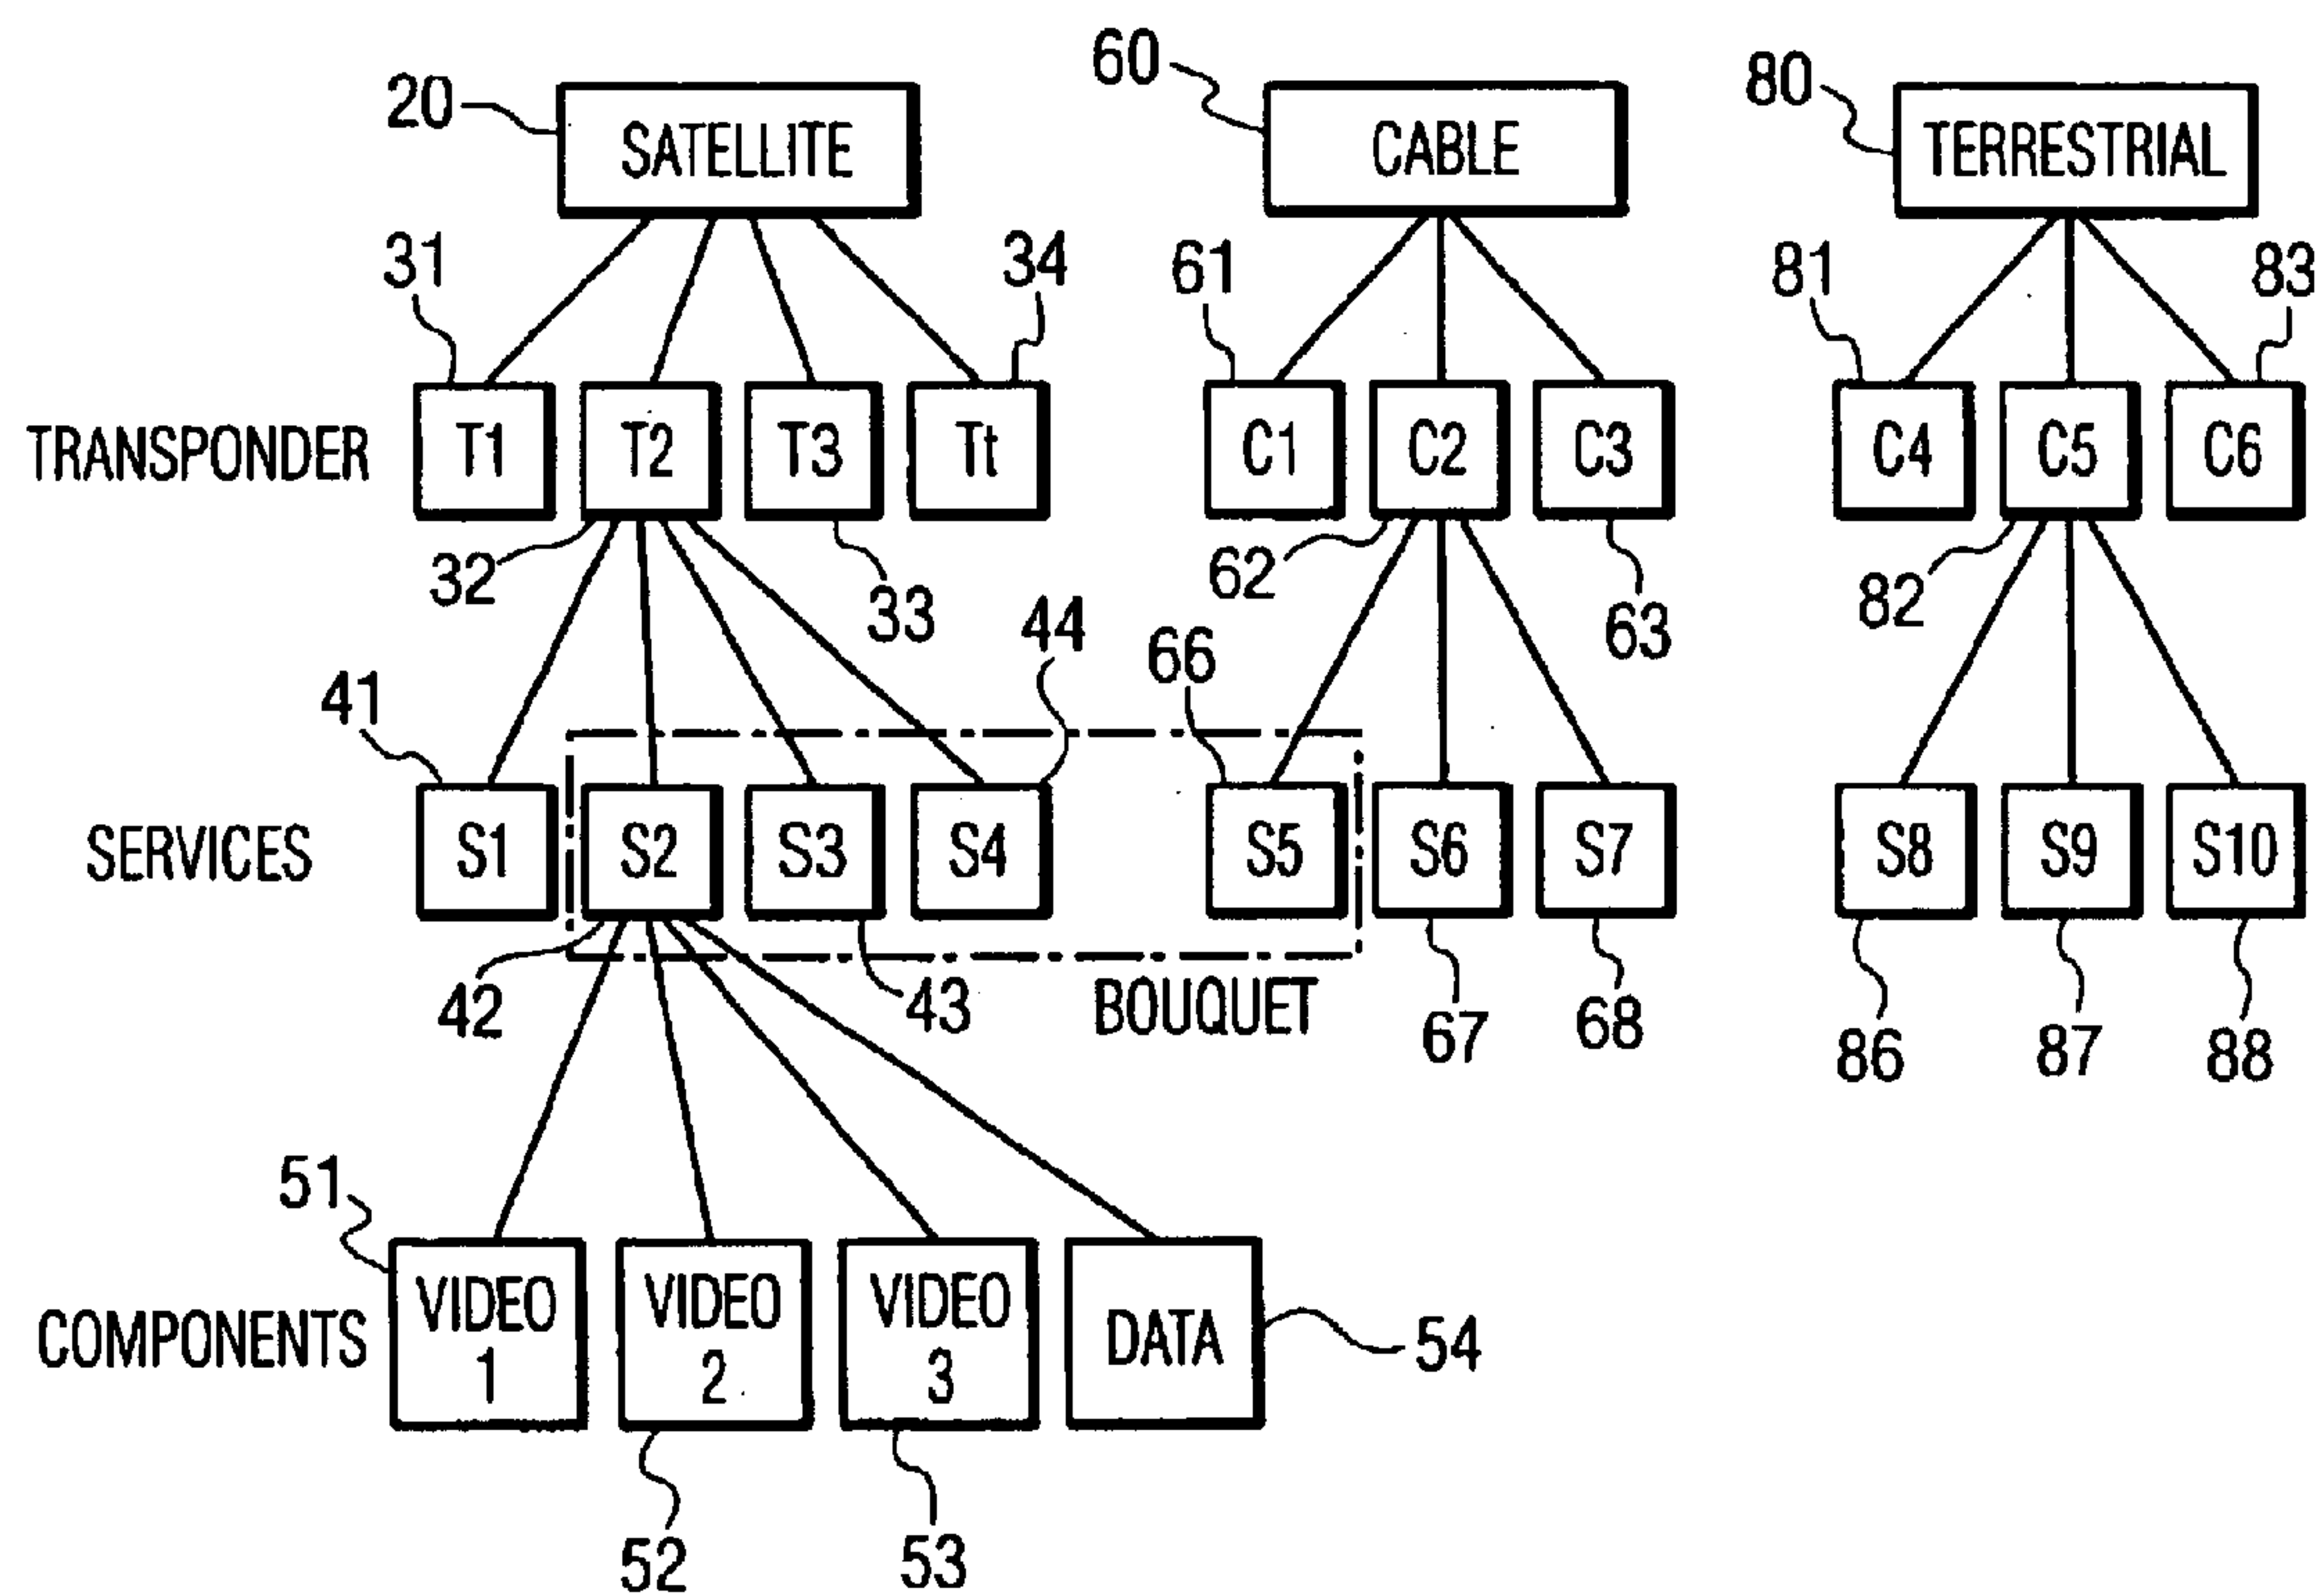 20
SATELLITE
60
CABLE
80
TERRESTRIAL
31
34
61
81
83
TRANSPONDER
T1
T2
T3
Tt
C1
C2
C3
C4
C5
C6
32
33
62
63
82
41
44
66
SERVICES
S1
S2
S3
S4
S5
S6
S7
S8
S9
S10
42
43
BOUQUET
67
68
86
87
88
51
COMPONENTS
VIDEO
1
VIDEO
2
VIDEO
3
DATA
54
52
53